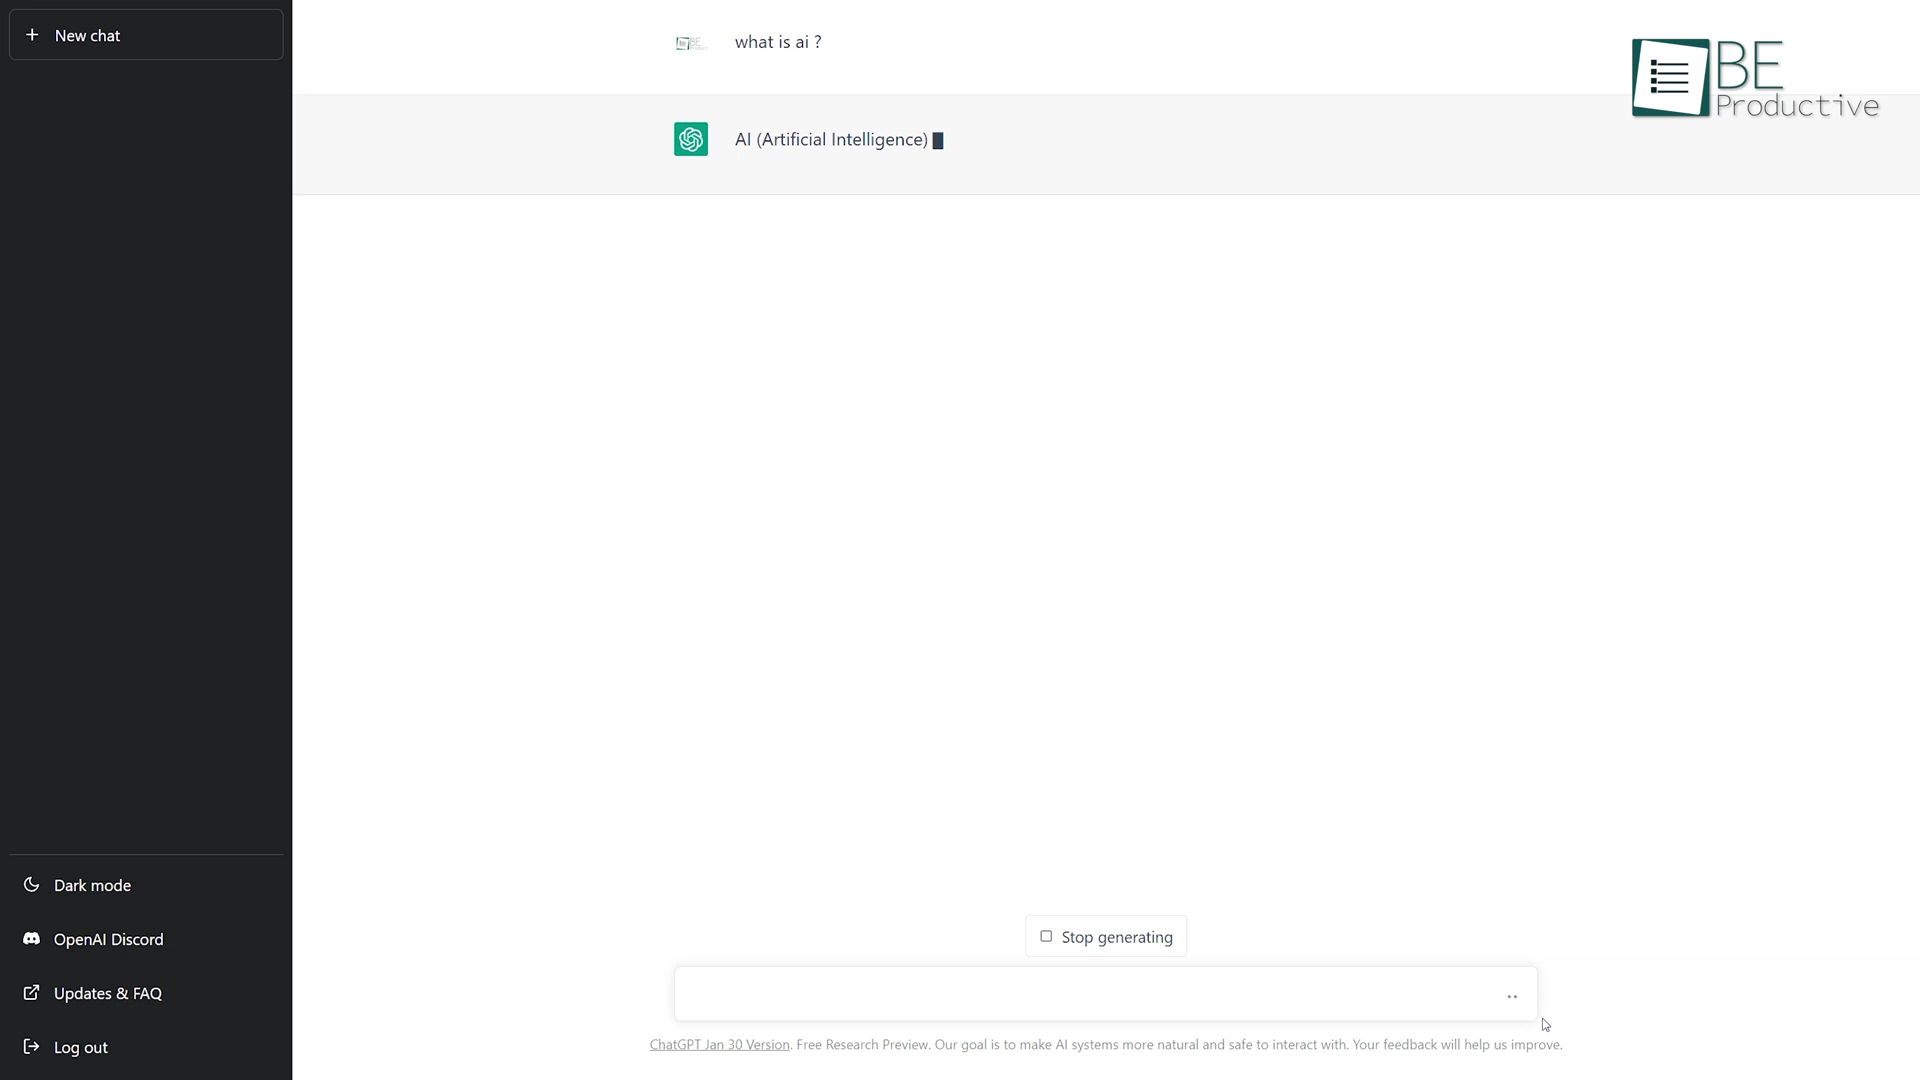 New chat
what is ai ?
BE
Productive
AI (Artificial Intelligence)
Dark mode
OpenAI Discord
Updates & FAQ
Log out
Stop generating
ChatGPT Jan 30 Version. Free Research Preview. Our goal is to make AI systems more natural and safe to interact with. Your feedback will help us improve.